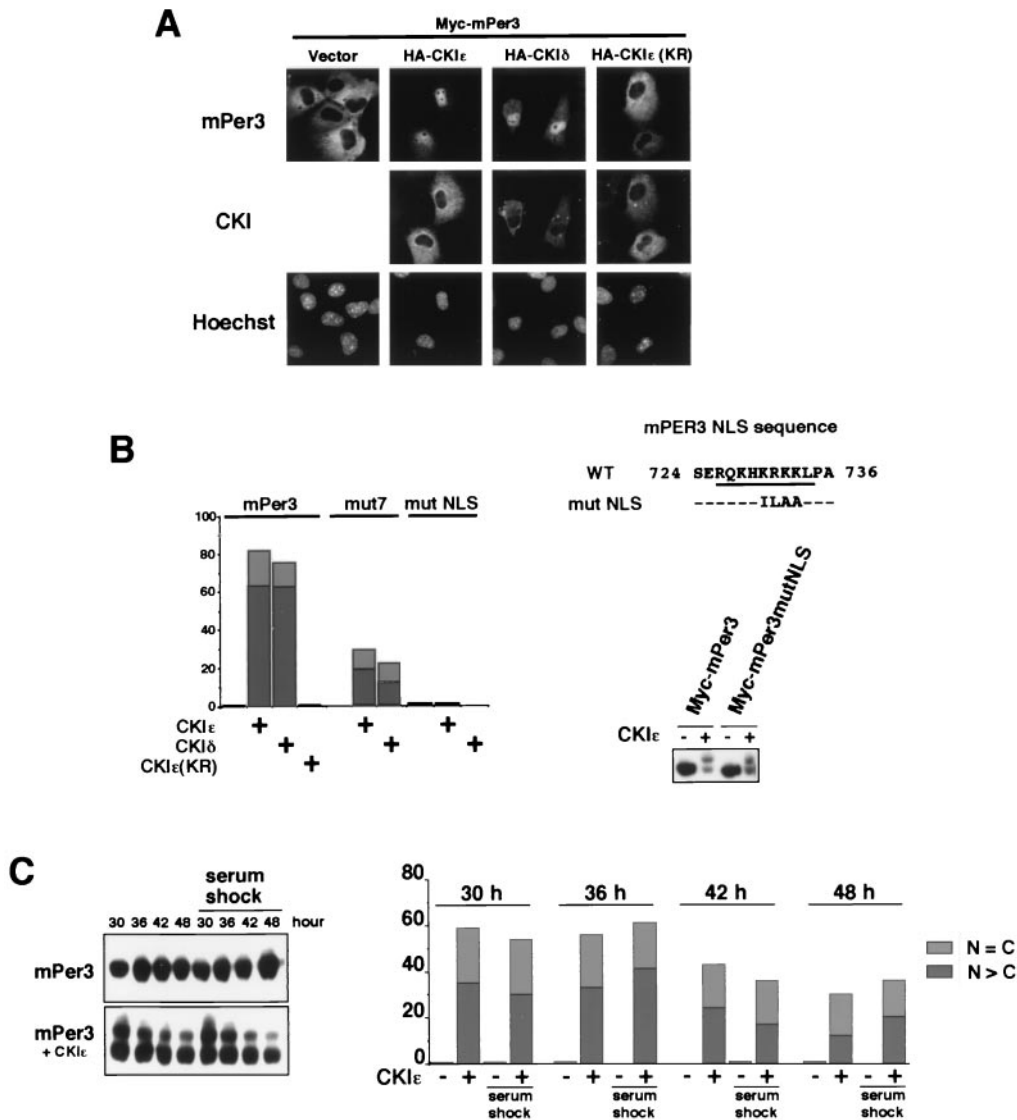 A
Myc-mPer3
Vector HA-CKIε HA-CKIδ HA-CKIε (KR)
mPer3
CKI
Hoechst
B
mPER3 NLS sequence
WT 724 SERQKHKRKKLPA 736
mut NLS ------ILAA---
mPer3 mut7 mut NLS
100
80
60
40
20
0
CKIε + + +
CKIδ + + +
CKIε(KR) +
Myc-mPer3 Myc-mPer3mutNLS
CKIε - + - +
C
serum
shock
30 36 42 48 30 36 42 48 hour
mPer3
mPer3
+ CKIε
80
60
40
20
0
30 h 36 h 42 h 48 h
N = C
N > C
CKIε - + - + - + - + - + - + - + - +
serum shock serum shock serum shock serum shock